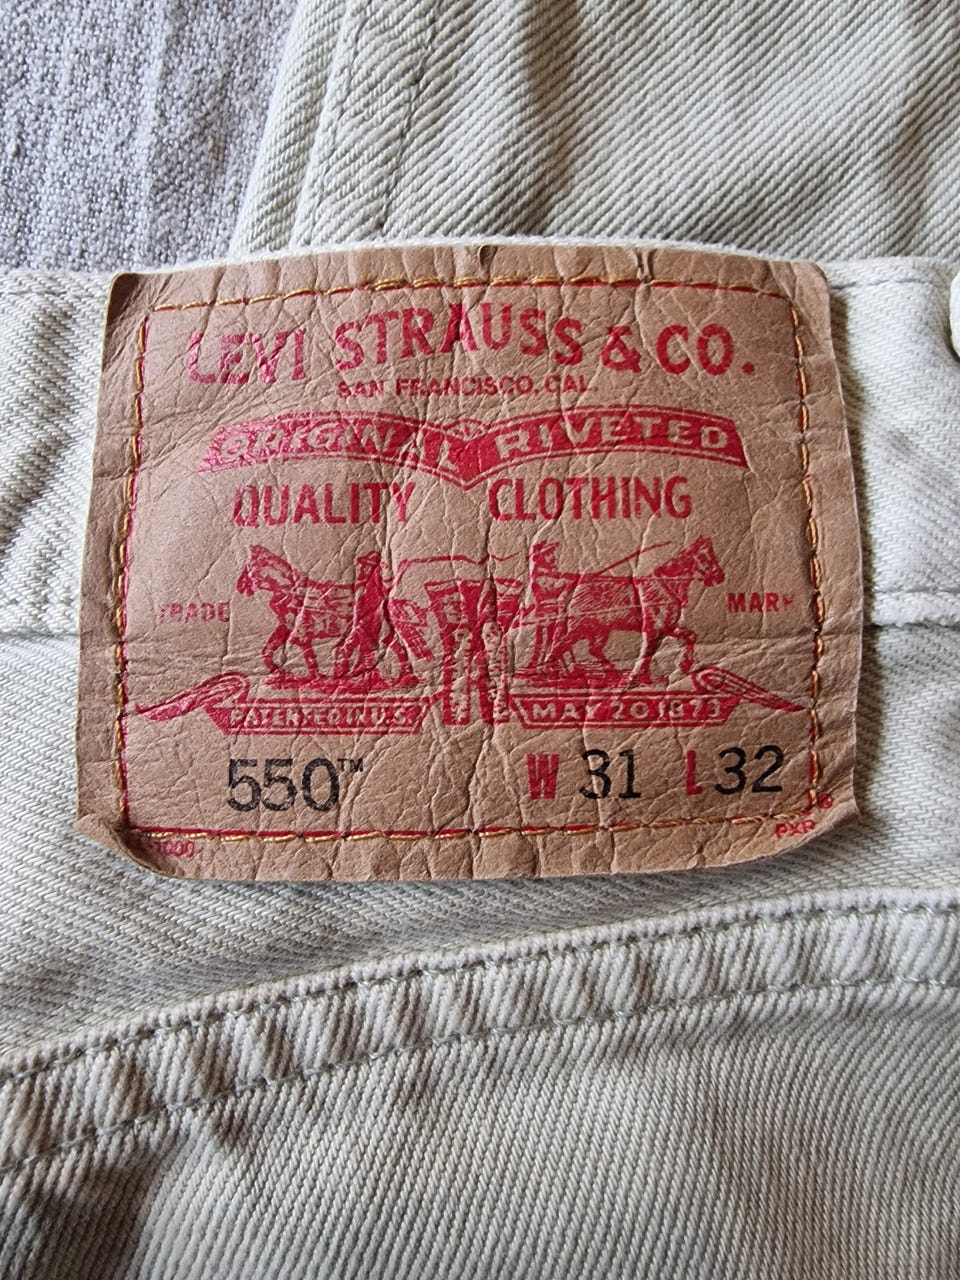 LEVI STRAUSS & CO.
SAN FRANCISCO. CAL.
ORIGINAL RIVETED
QUALITY CLOTHING
TRADE MARK
PATENTED IN U.S. MAY 20 1873
550™ W 31 L 32
®